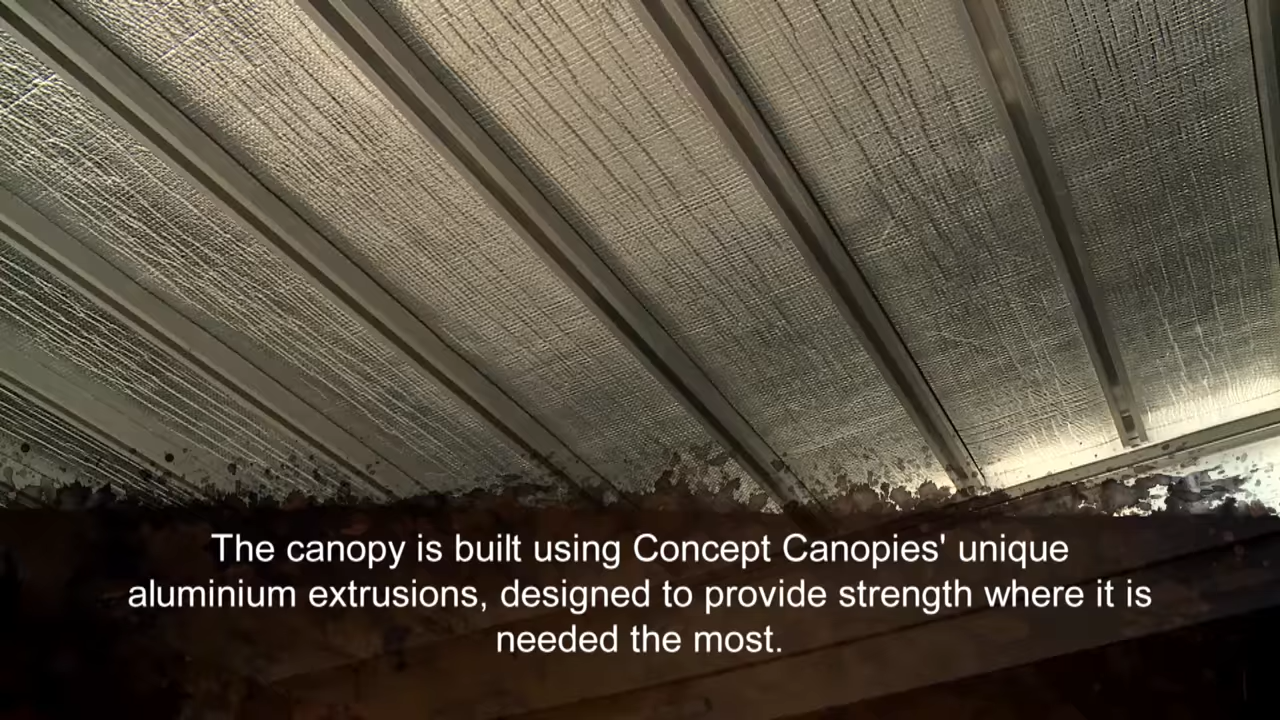 The canopy is built using Concept Canopies' unique
aluminium extrusions, designed to provide strength where it is
needed the most.